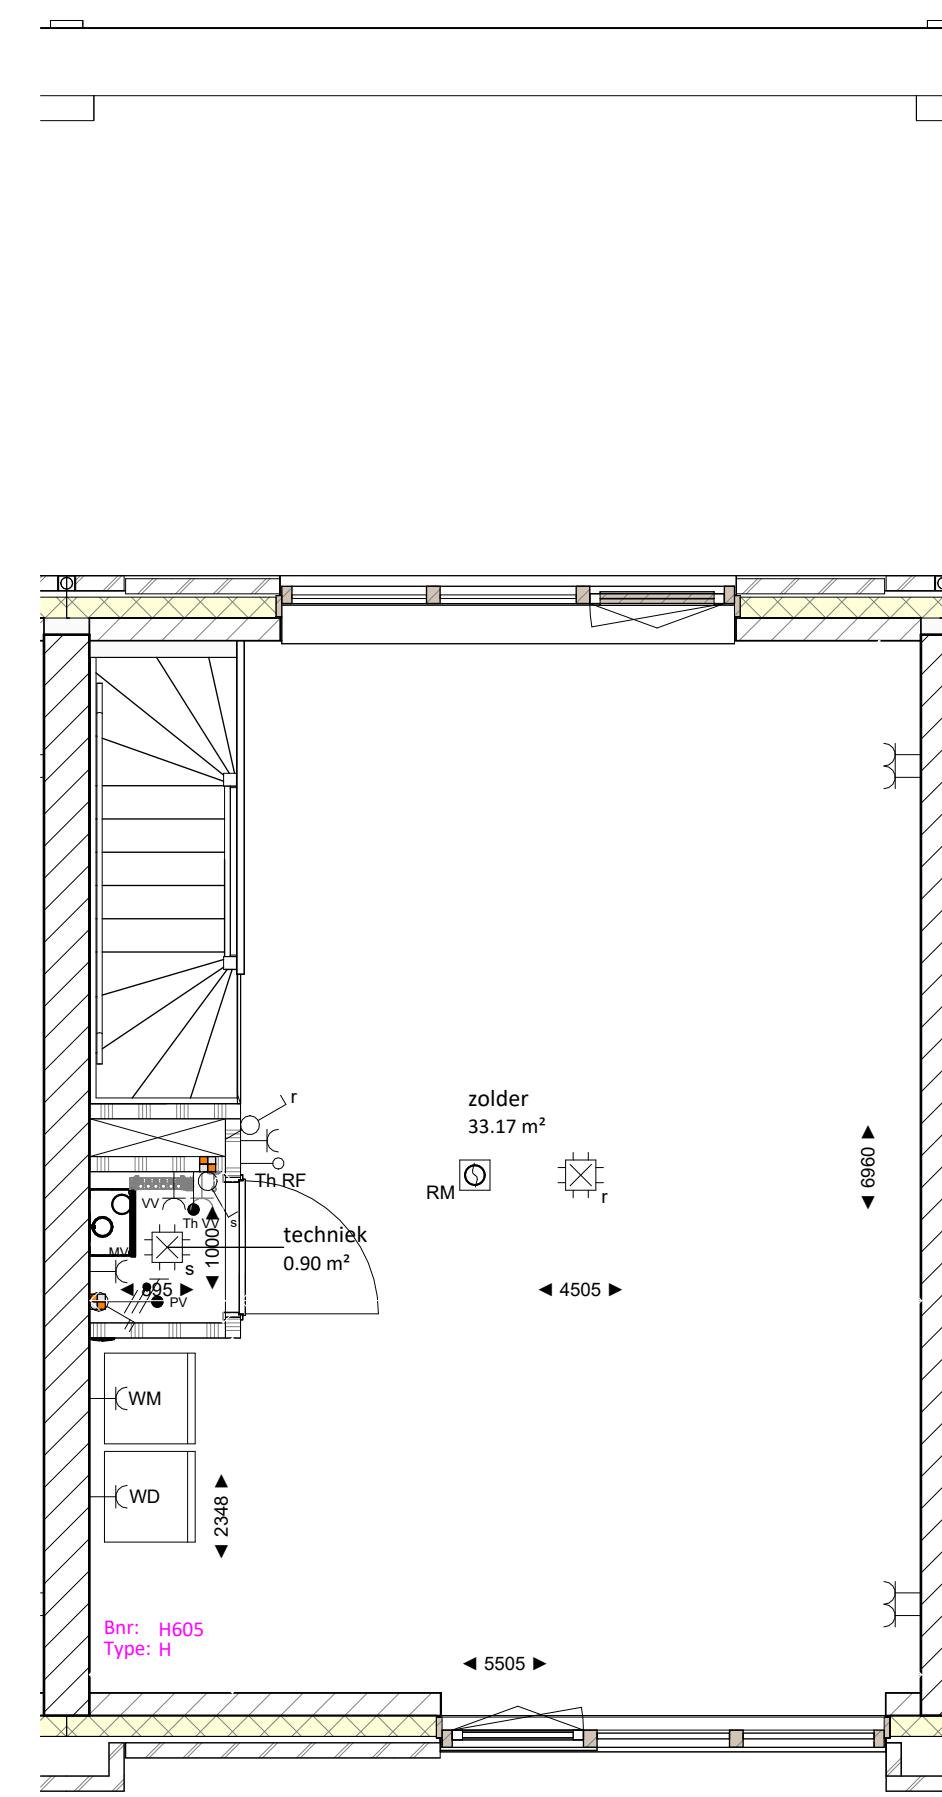 r
zolder
33.17 m²
6960
Th RF
RM
r
VV
Th VV
s
1000
techniek
0.90 m²
MV
s
895
PV
4505
WM
WD
2348
Bnr: H605
Type: H
5505